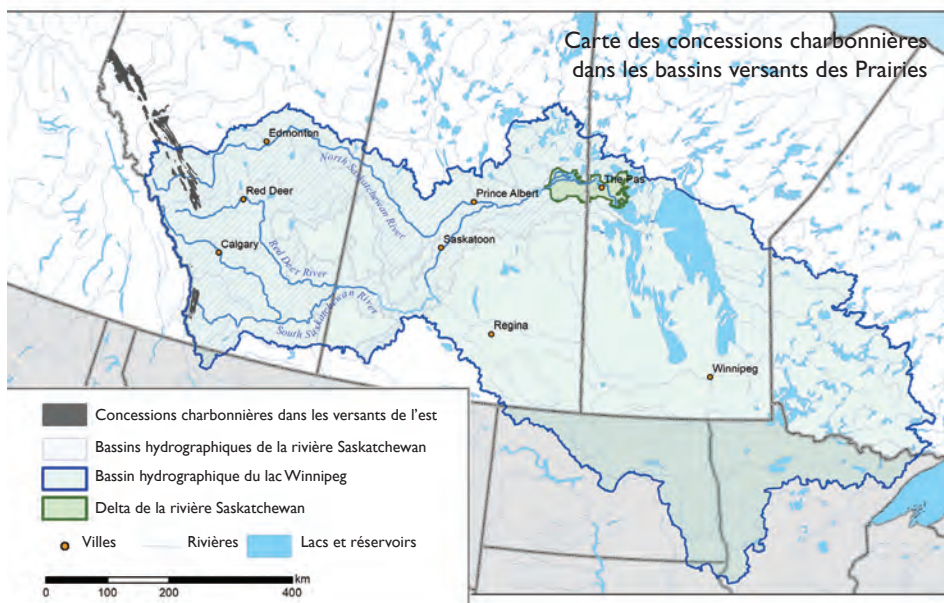 Carte des concessions charbonnières
dans les bassins versants des Prairies
Edmonton
North Saskatchewan River
The Pas
Red Deer
Prince Albert
Saskatoon
Calgary
Red Deer River
South Saskatchewan River
Regina
Winnipeg
Concessions charbonnières dans les versants de l'est
Bassins hydrographiques de la rivière Saskatchewan
Bassin hydrographique du lac Winnipeg
Delta de la rivière Saskatchewan
Villes
Rivières
Lacs et réservoirs
km
0 100 200 400